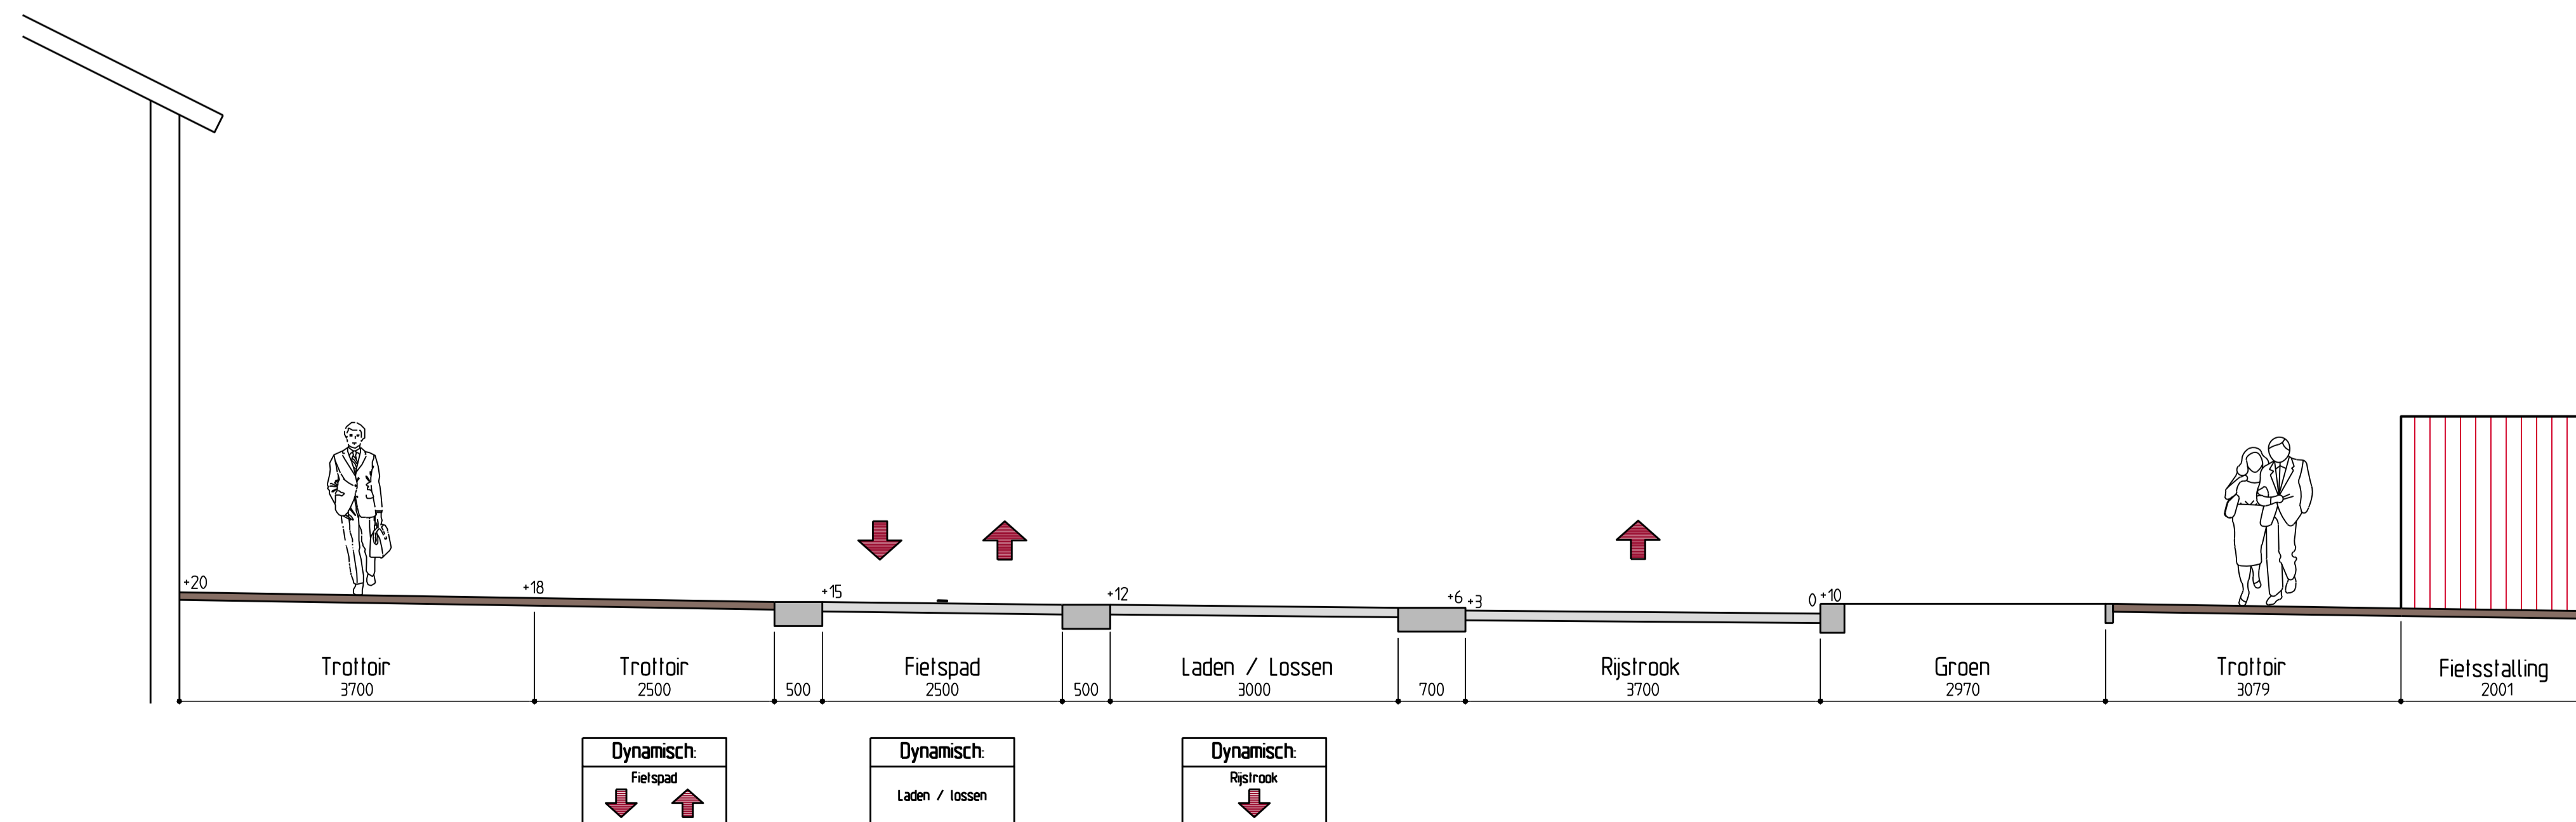 +20
+18
+15
+12
+6 +3
0 +10
Trottoir
3700
Trottoir
2500
500
Fietspad
2500
500
Laden / Lossen
3000
700
Rijstrook
3700
Groen
2970
Trottoir
3079
Fietsstalling
2001
Dynamisch:
Fietspad
Dynamisch:
Laden / lossen
Dynamisch:
Rijstrook